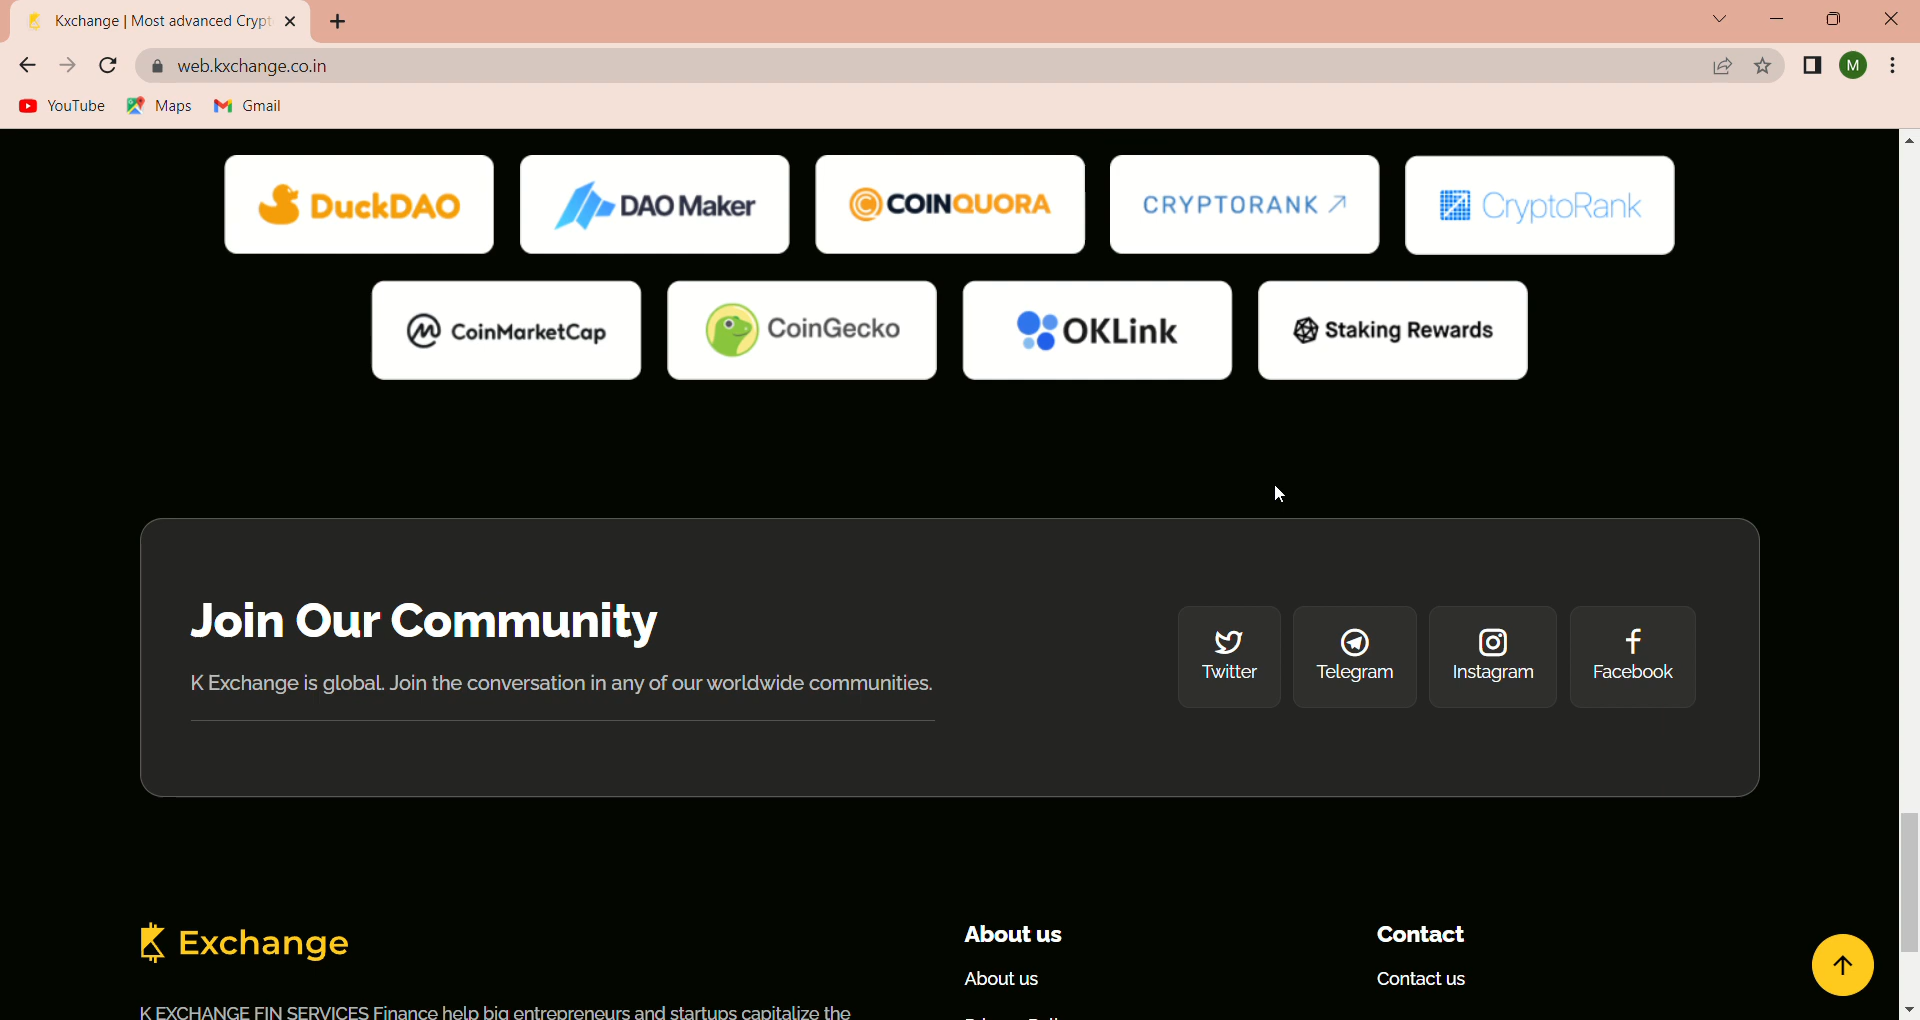 Kxchange | Most advanced Crypt
web.kxchange.co.in
M
YouTube Maps Gmail
DuckDAO DAO Maker COINQUORA CRYPTORANK CryptoRank
CoinMarketCap CoinGecko OKLink Staking Rewards
Join Our Community
K Exchange is global. Join the conversation in any of our worldwide communities.
Twitter Telegram Instagram Facebook
Exchange
About us Contact
About us Contact us
K EXCHANGE FIN SERVICES Finance help big entrepreneurs and startups capitalize the